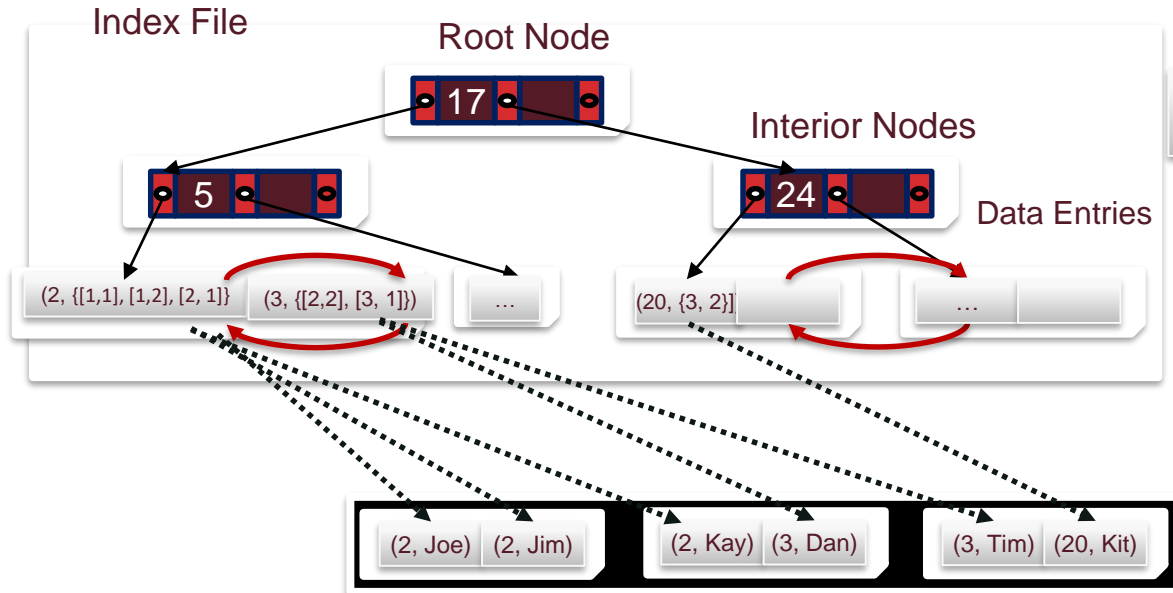 Index File
Root Node
17
Interior Nodes
5
24
Data Entries
(2, {[1,1], [1,2], [2, 1]}
(3, {[2,2], [3, 1]})
…
(20, {3, 2}]
…
(2, Joe) (2, Jim) (2, Kay) (3, Dan) (3, Tim) (20, Kit)